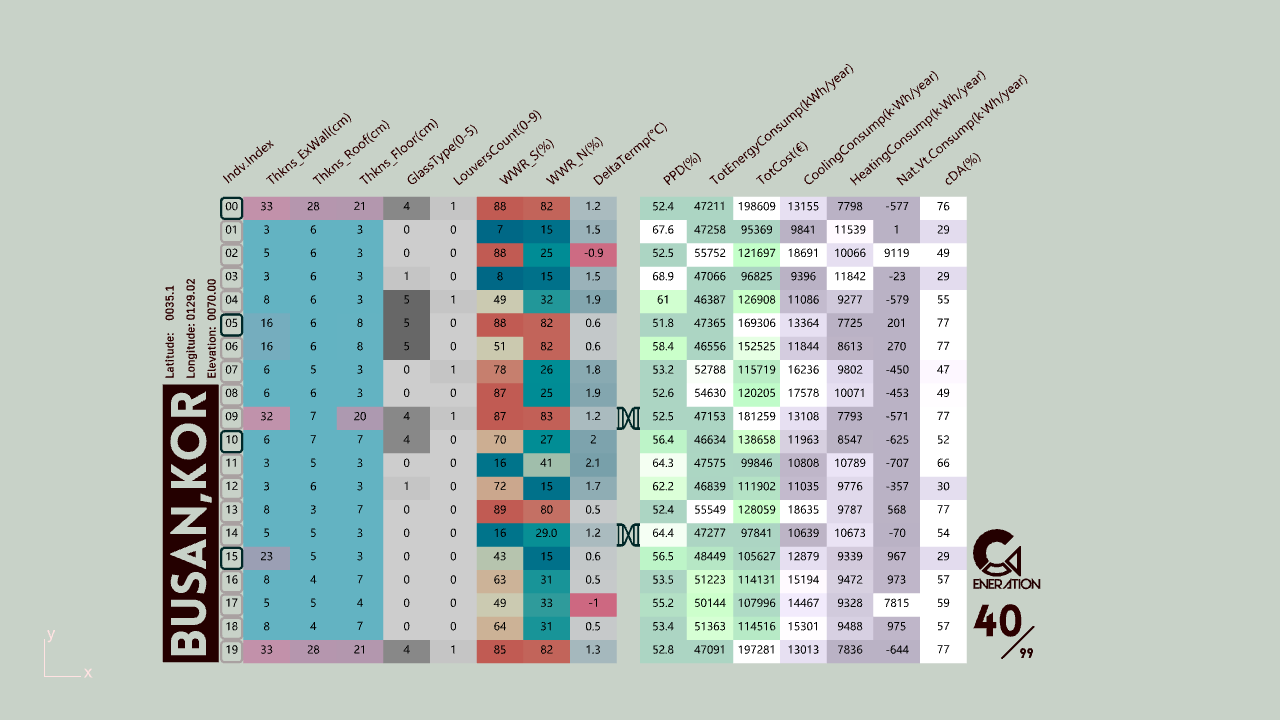 Indv.Index Thkns_ExWall(cm) Thkns_Roof(cm) Thkns_Floor(cm) GlassType(0-5) LouversCount(0-9) WWR_S(%) WWR_N(%) DeltaTermp(°C) PPD(%) TotEnergyConsump(kWh/year) TotCost(€) CoolingConsump(k·Wh/year) HeatingConsump(k·Wh/year) Nat.Vt.Consump(k·Wh/year) cDA(%)
00 33 28 21 4 1 88 82 1.2 52.4 47211 198609 13155 7798 -577 76
01 3 6 3 0 0 7 15 1.5 67.6 47258 95369 9841 11539 1 29
02 5 6 3 0 0 88 25 -0.9 52.5 55752 121697 18691 10066 9119 49
03 3 6 3 1 0 8 15 1.5 68.9 47066 96825 9396 11842 -23 29
04 8 6 3 5 1 49 32 1.9 61 46387 126908 11086 9277 -579 55
05 16 6 8 5 0 88 82 0.6 51.8 47365 169306 13364 7725 201 77
06 16 6 8 5 0 51 82 0.6 58.4 46556 152525 11844 8613 270 77
07 6 5 3 0 1 78 26 1.8 53.2 52788 115719 16236 9802 -450 47
08 6 6 3 0 0 87 25 1.9 52.6 54630 120205 17578 10071 -453 49
09 32 7 20 4 1 87 83 1.2 52.5 47153 181259 13108 7793 -571 77
10 6 7 7 4 0 70 27 2 56.4 46634 138658 11963 8547 -625 52
11 3 5 3 0 0 16 41 2.1 64.3 47575 99846 10808 10789 -707 66
12 3 6 3 1 0 72 15 1.7 62.2 46839 111902 11035 9776 -357 30
13 8 3 7 0 0 89 80 0.5 52.4 55549 128059 18635 9787 568 77
14 5 5 3 0 0 16 29.0 1.2 64.4 47277 97841 10639 10673 -70 54
15 23 5 3 0 0 43 15 0.6 56.5 48449 105627 12879 9339 967 29
16 8 4 7 0 0 63 31 0.5 53.5 51223 114131 15194 9472 973 57
17 5 5 4 0 0 49 33 -1 55.2 50144 107996 14467 9328 7815 59
18 8 4 7 0 0 64 31 0.5 53.4 51363 114516 15301 9488 975 57
19 33 28 21 4 1 85 82 1.3 52.8 47091 197281 13013 7836 -644 77
BUSAN,KOR
Latitude: 0035.1
Longitude: 0129.02
Elevation: 0070.00
GENERATION
40/99
y
x